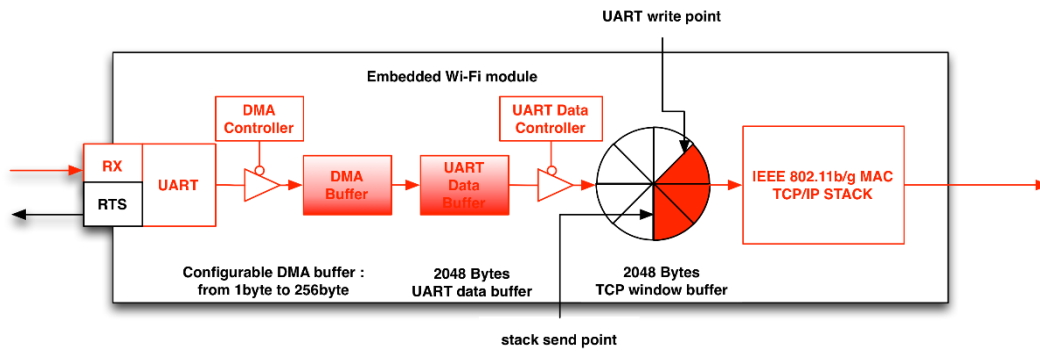 UART write point
Embedded Wi-Fi module
DMA
Controller
UART Data
Controller
RX
RTS
UART
DMA
Buffer
UART
Data
Buffer
IEEE 802.11b/g MAC
TCP/IP STACK
Configurable DMA buffer :
from 1byte to 256byte
2048 Bytes
UART data buffer
2048 Bytes
TCP window buffer
stack send point